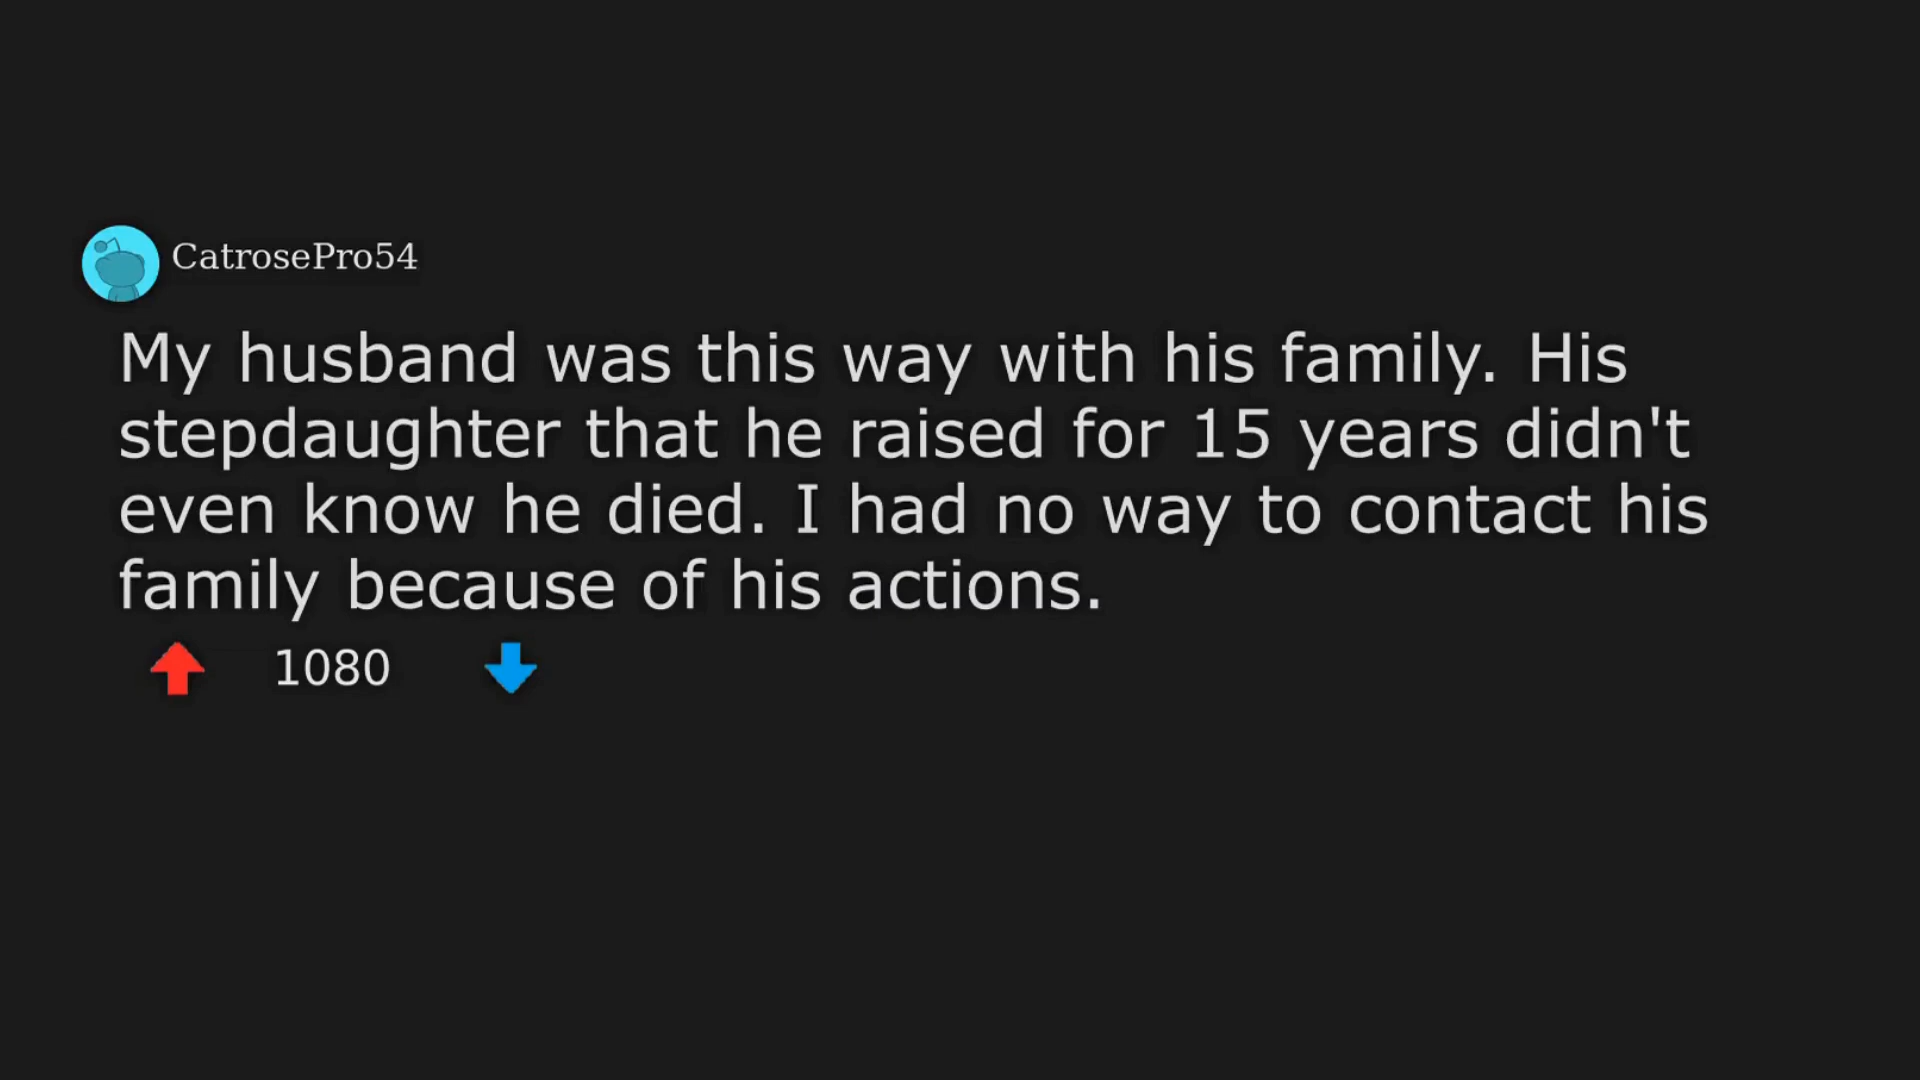 CatrosePro54
My husband was this way with his family. His
stepdaughter that he raised for 15 years didn't
even know he died. I had no way to contact his
family because of his actions.
1080